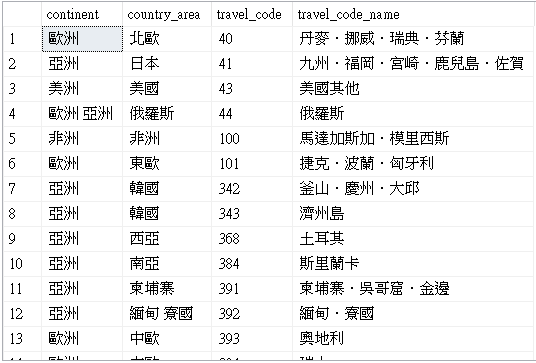 continent country_area travel_code travel_code_name
1 歐洲 北歐 40 丹麥‧挪威‧瑞典‧芬蘭
2 亞洲 日本 41 九州‧福岡‧宮崎‧鹿兒島‧佐賀
3 美洲 美國 43 美國其他
4 歐洲 亞洲 俄羅斯 44 俄羅斯
5 非洲 非洲 100 馬達加斯加‧模里西斯
6 歐洲 東歐 101 捷克‧波蘭‧匈牙利
7 亞洲 韓國 342 釜山‧慶州‧大邱
8 亞洲 韓國 343 濟州島
9 亞洲 西亞 368 土耳其
10 亞洲 南亞 384 斯里蘭卡
11 亞洲 柬埔寨 391 柬埔寨‧吳哥窟‧金邊
12 亞洲 緬甸 寮國 392 緬甸‧寮國
13 歐洲 中歐 393 奧地利